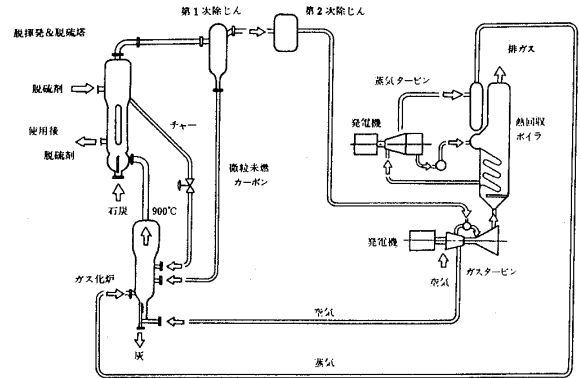 第1次除じん
第2次除じん
脱揮発&脱硫塔
排ガス
蒸気タービン
脱硫剤
チャー
発電機
熱回収
ボイラ
使用後
脱硫剤
微粒未燃
カーボン
石炭
900℃
発電機
ガスタービン
空気
ガス化炉
空気
灰
蒸気